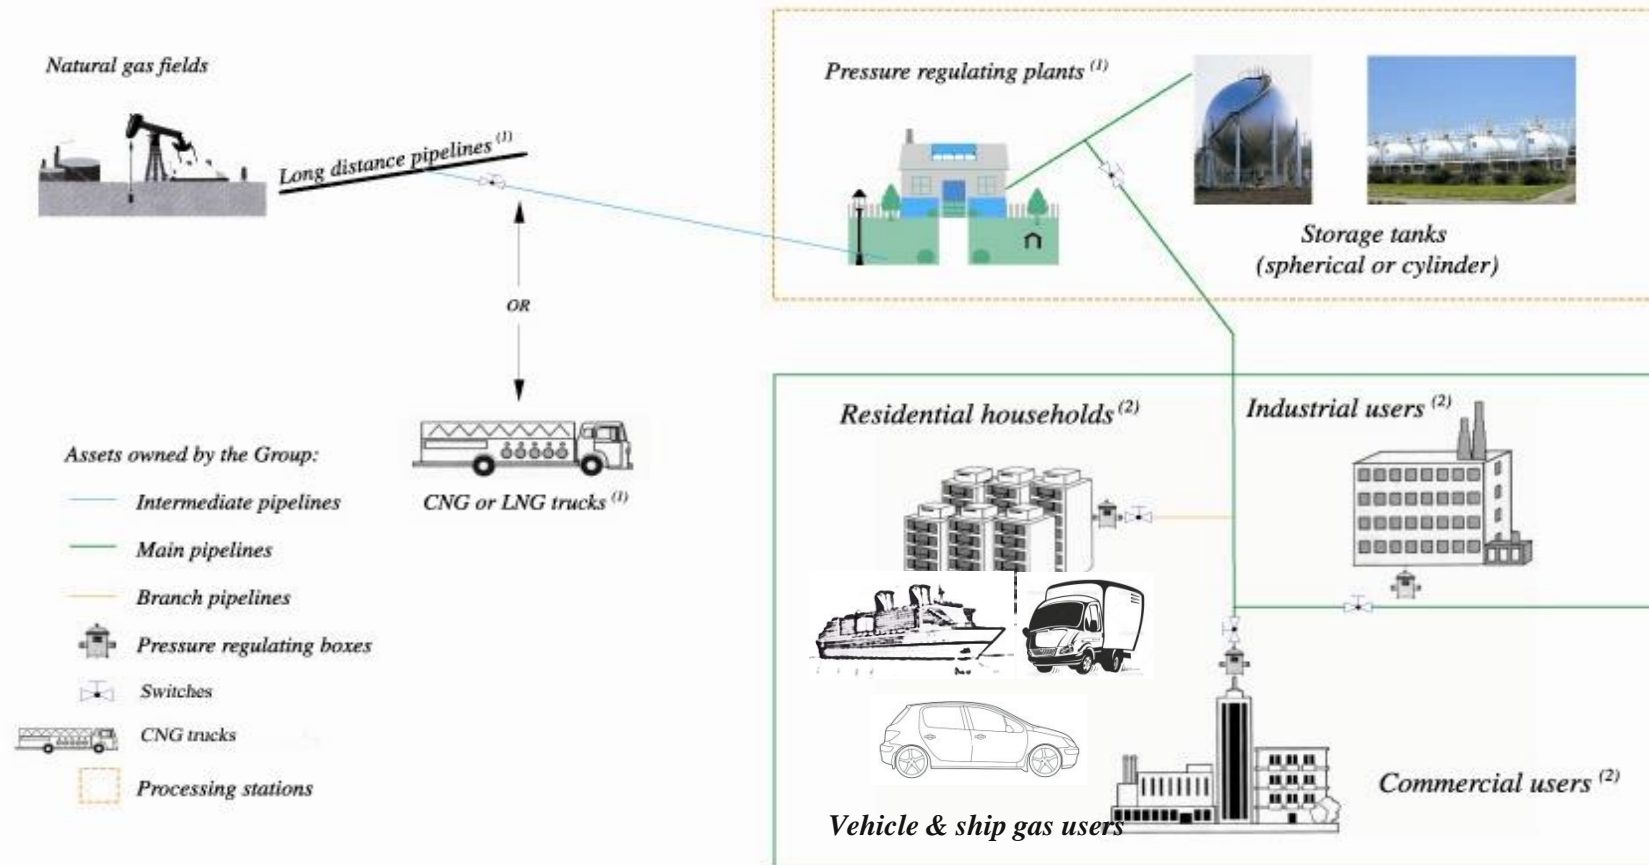 Natural gas fields
Long distance pipelines (1)
Pressure regulating plants (1)
Storage tanks
(spherical or cylinder)
OR
CNG or LNG trucks (1)
Assets owned by the Group:
Intermediate pipelines
Main pipelines
Branch pipelines
Pressure regulating boxes
Switches
CNG trucks
Processing stations
Residential households (2)
Industrial users (2)
Vehicle & ship gas users
Commercial users (2)